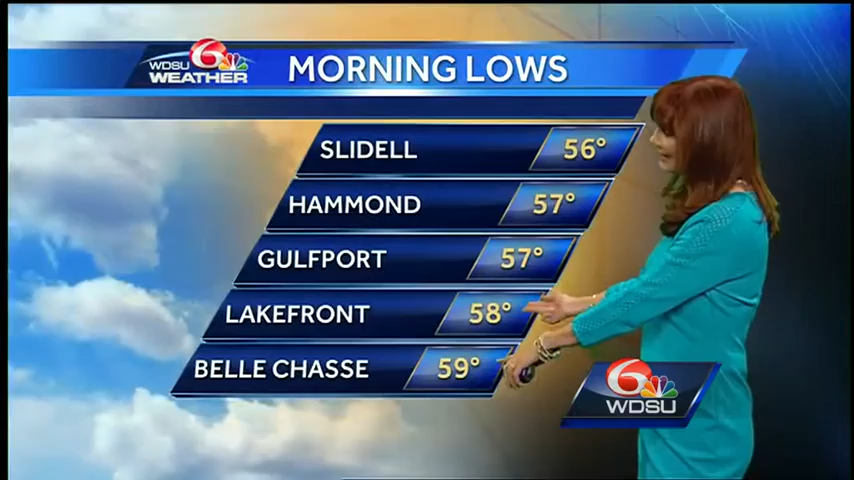 WDSU 6
WEATHER
MORNING LOWS
SLIDELL 56°
HAMMOND 57°
GULFPORT 57°
LAKEFRONT 58°
BELLE CHASSE 59°
6
WDSU